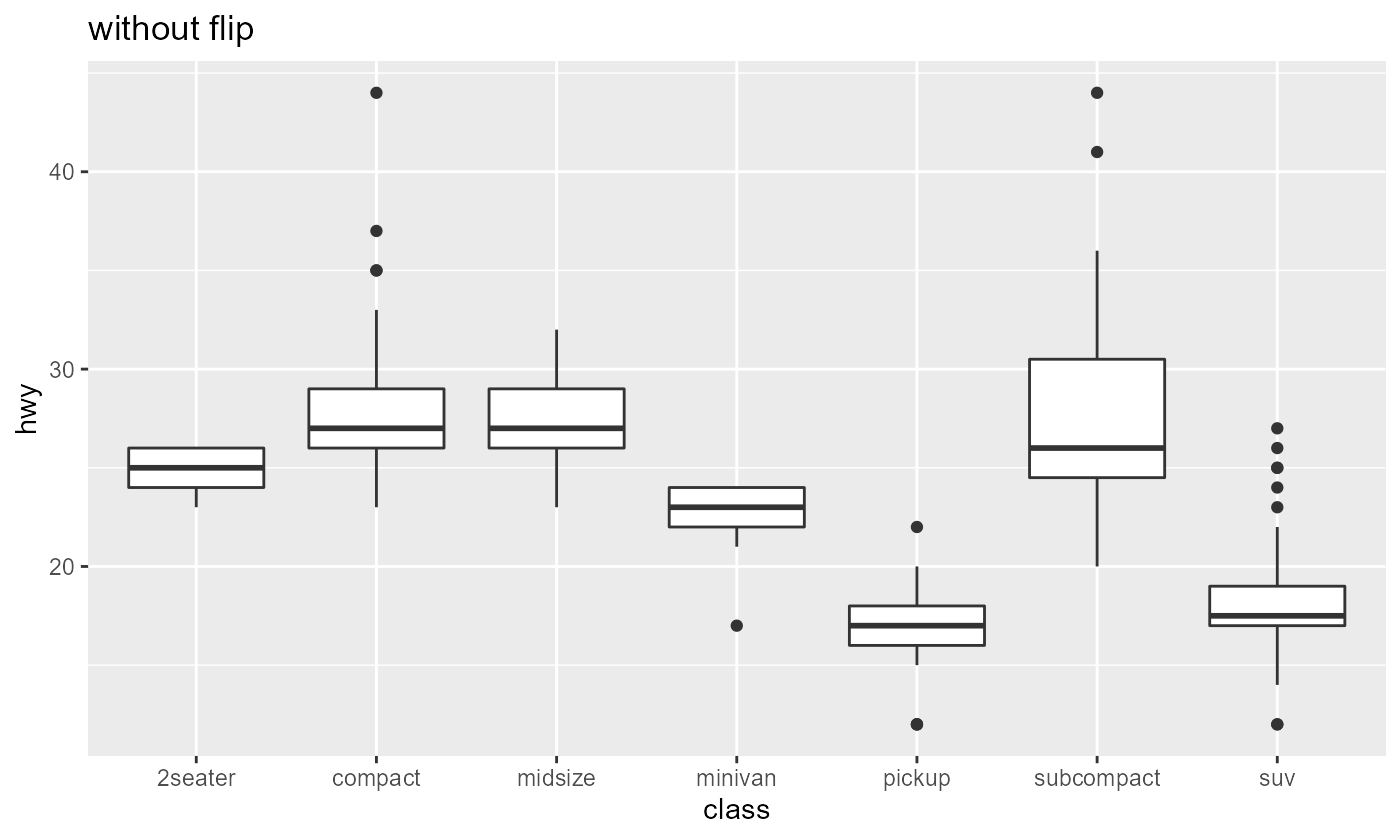 without flip
hwy
40
30
20
2seater compact midsize minivan pickup subcompact suv
class